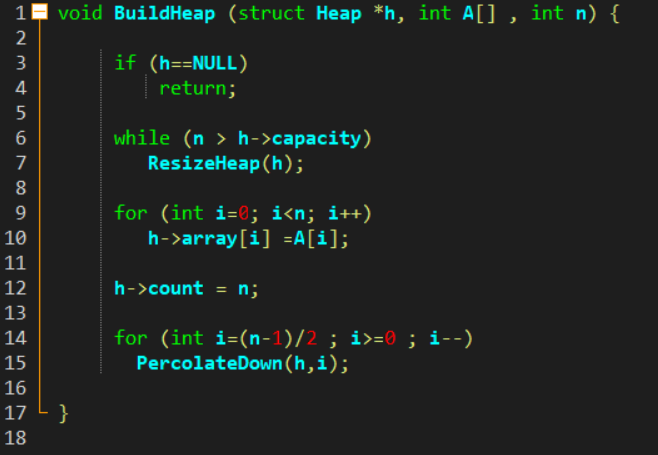 1 void BuildHeap (struct Heap *h, int A[] , int n) {
2
3 if (h==NULL)
4 return;
5
6 while (n > h->capacity)
7 ResizeHeap(h);
8
9 for (int i=0; i<n; i++)
10 h->array[i] =A[i];
11
12 h->count = n;
13
14 for (int i=(n-1)/2 ; i>=0 ; i--)
15 PercolateDown(h,i);
16
17 }
18